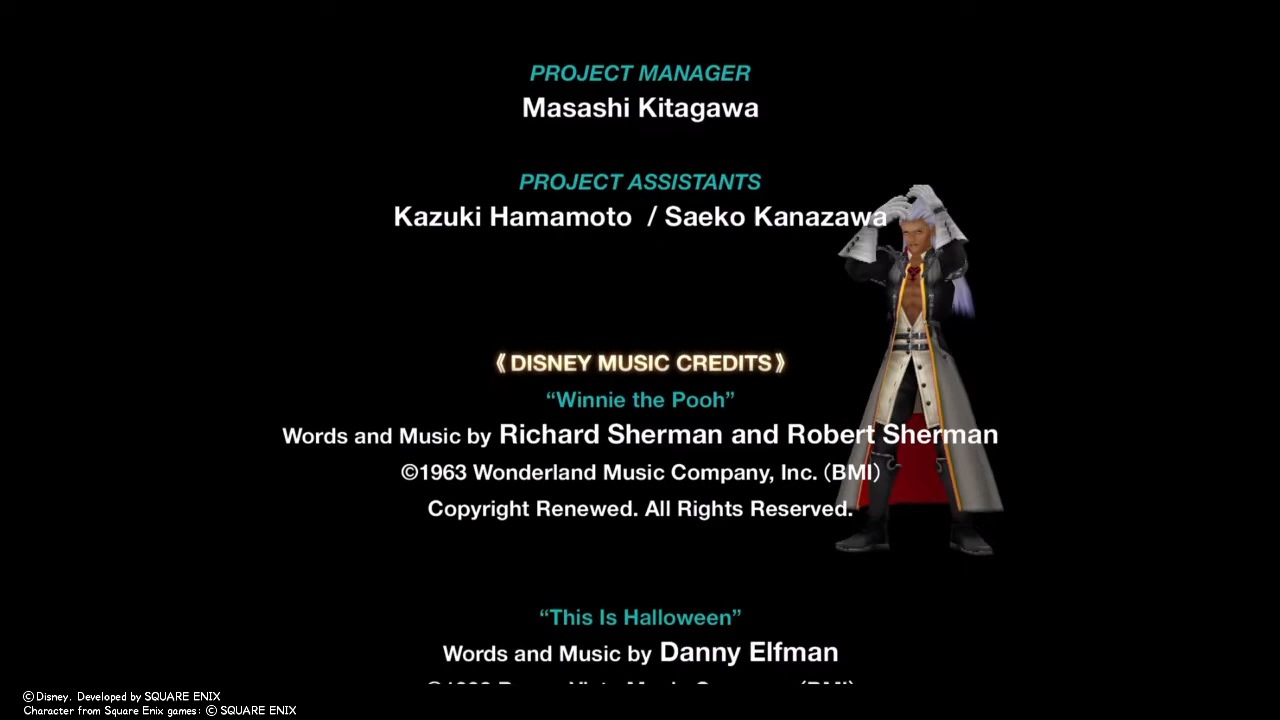 PROJECT MANAGER
Masashi Kitagawa
PROJECT ASSISTANTS
Kazuki Hamamoto / Saeko Kanazawa
《DISNEY MUSIC CREDITS》
“Winnie the Pooh”
Words and Music by Richard Sherman and Robert Sherman
©1963 Wonderland Music Company, Inc. (BMI)
Copyright Renewed. All Rights Reserved.
“This Is Halloween”
Words and Music by Danny Elfman
©Disney. Developed by SQUARE ENIX
Character from Square Enix games: © SQUARE ENIX